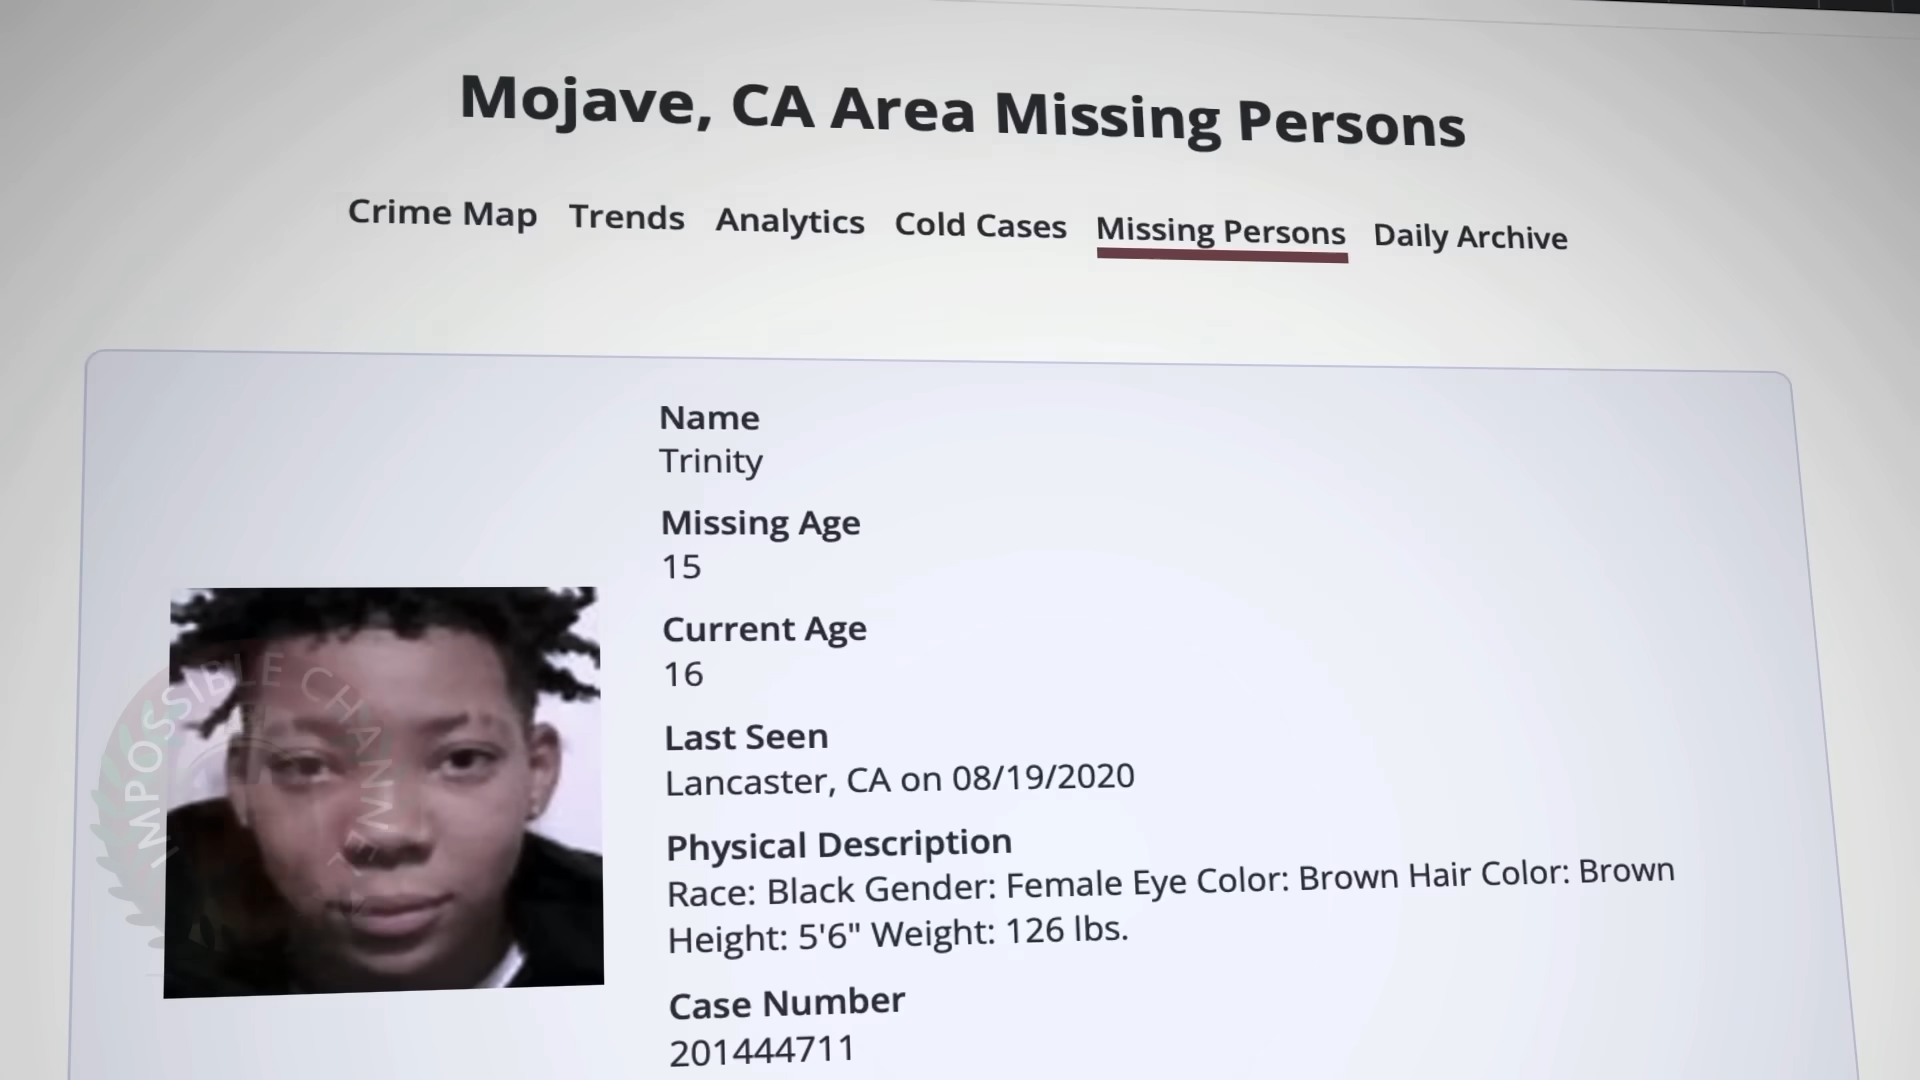 Mojave, CA Area Missing Persons
Crime Map Trends Analytics Cold Cases Missing Persons Daily Archive
Name
Trinity
Missing Age
15
Current Age
16
Last Seen
Lancaster, CA on 08/19/2020
Physical Description
Race: Black Gender: Female Eye Color: Brown Hair Color: Brown
Height: 5'6" Weight: 126 lbs.
Case Number
201444711
IMPOSSIBLE CHANNEL